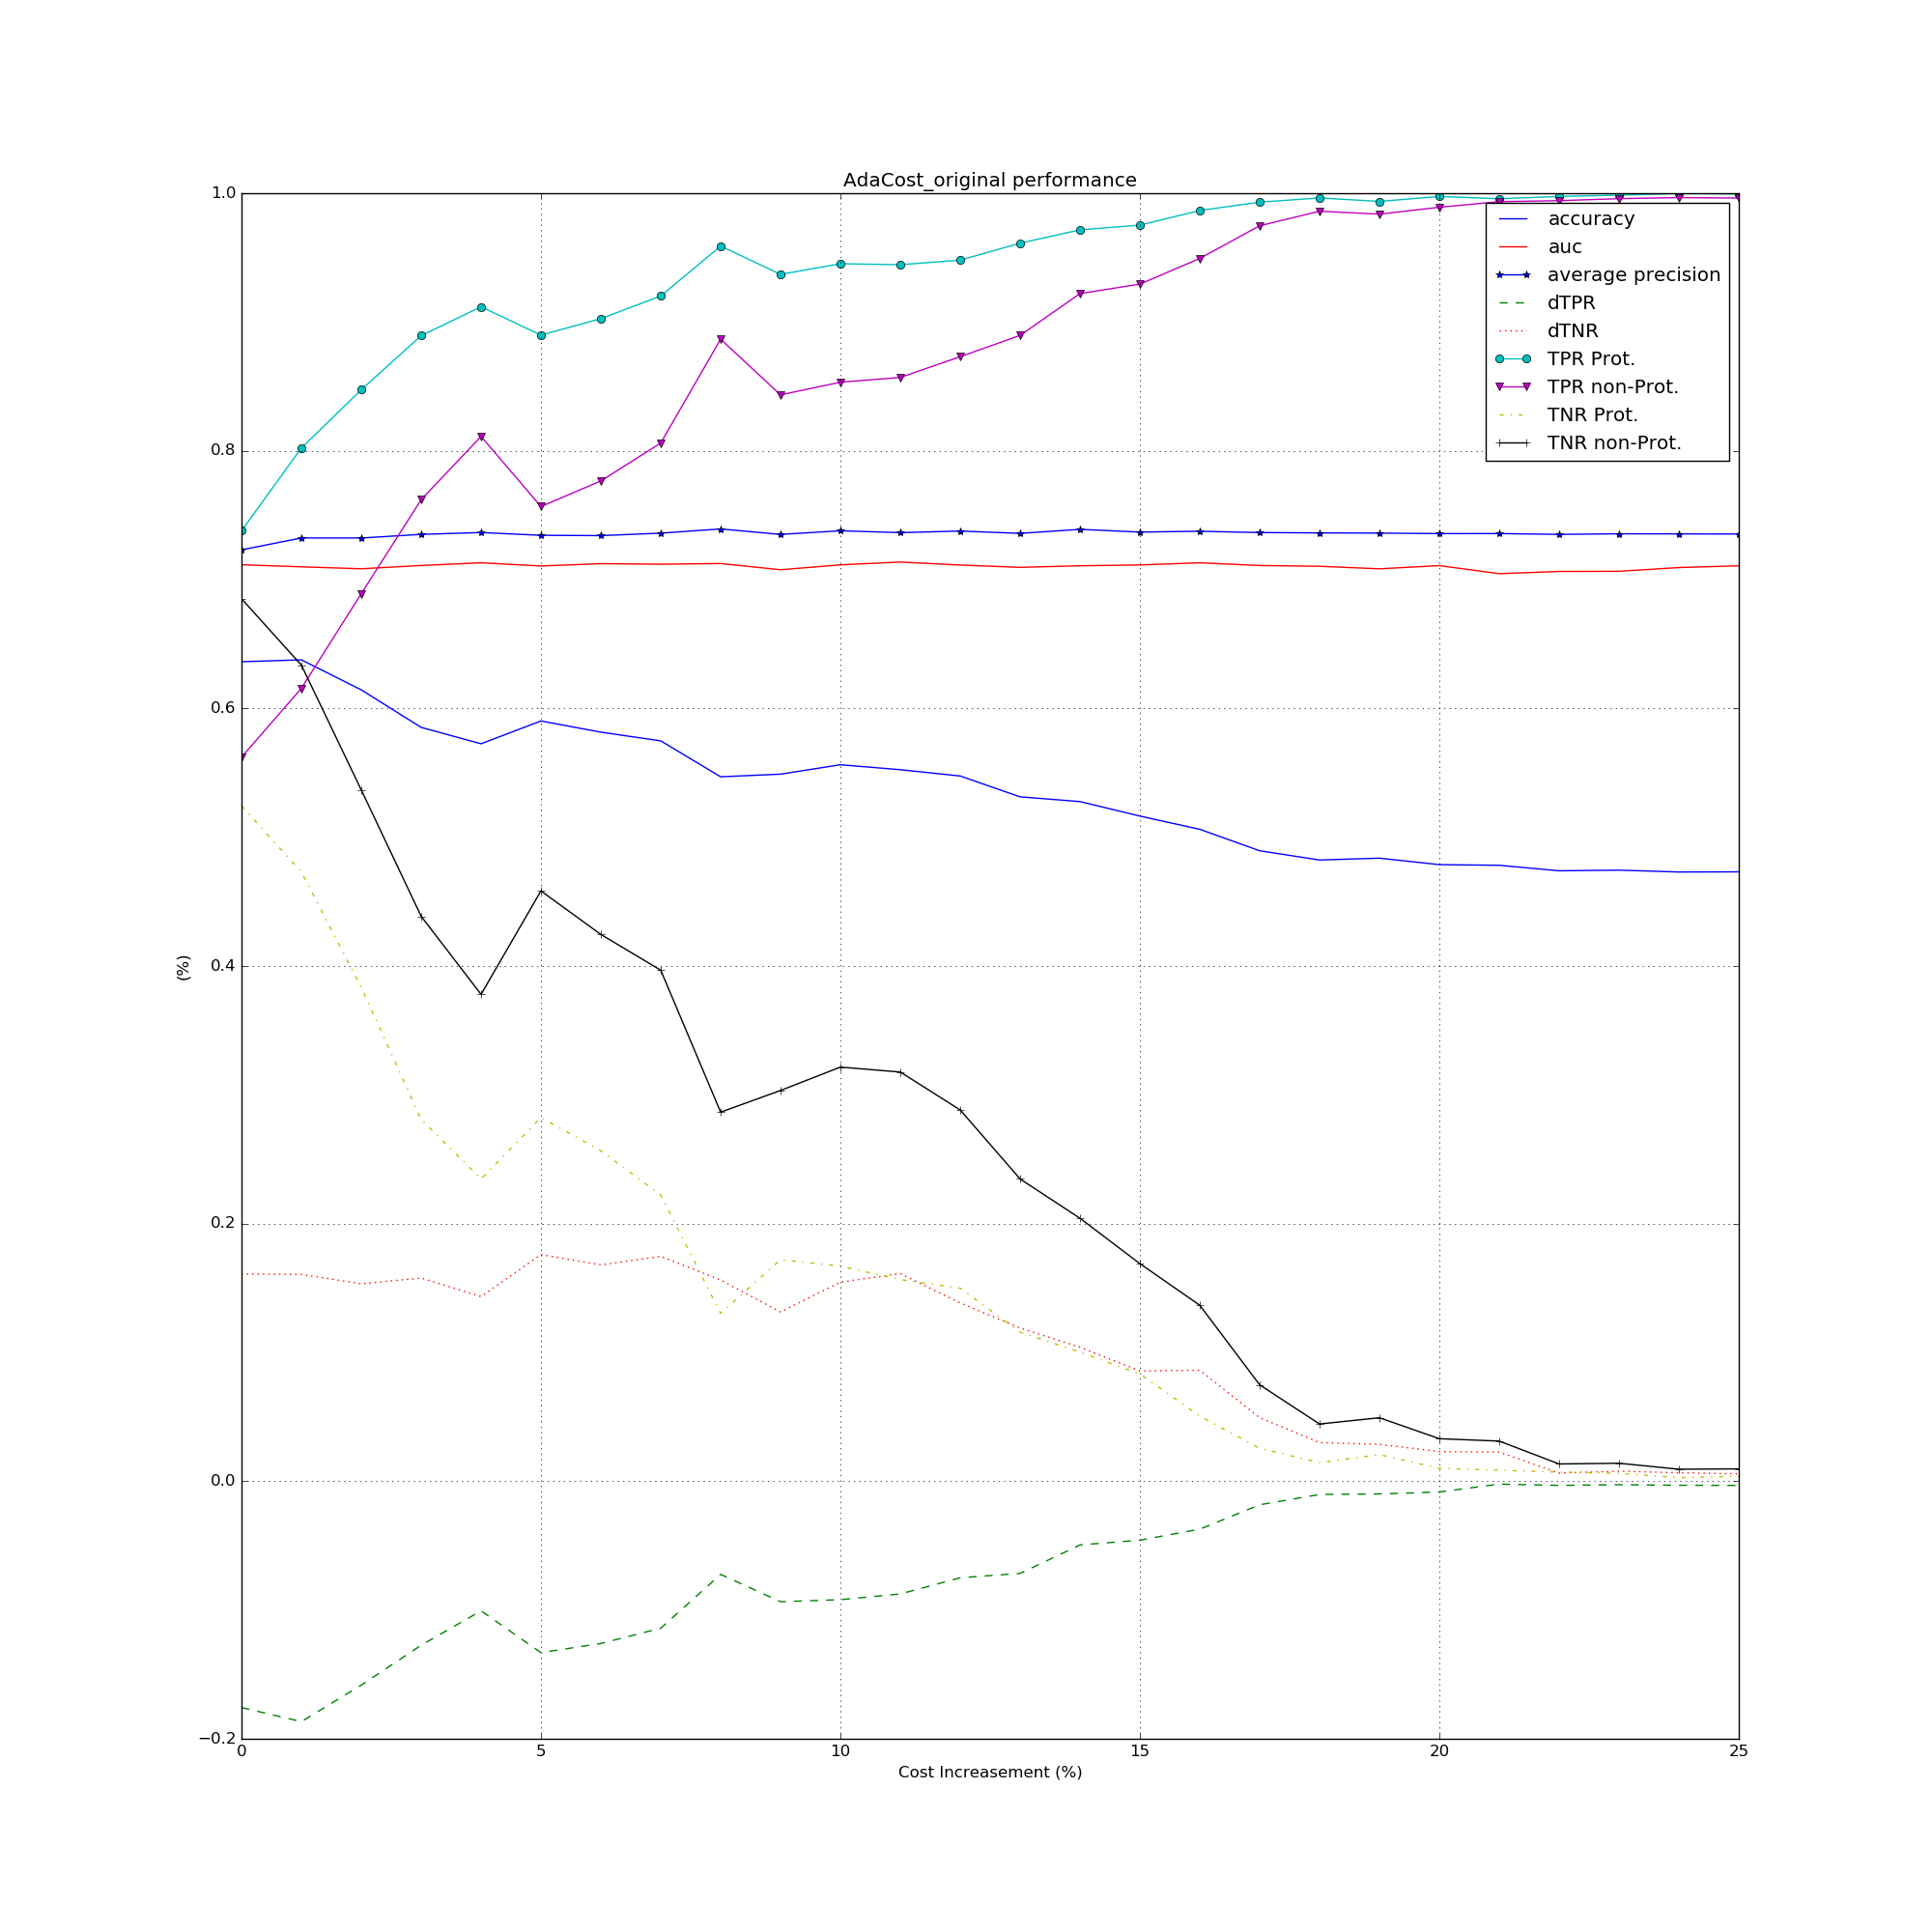 AdaCost_original performance
1.0
0.8
0.6
0.4
0.2
0.0
−0.2
(%)
accuracy
auc
average precision
dTPR
dTNR
TPR Prot.
TPR non-Prot.
TNR Prot.
TNR non-Prot.
0 5 10 15 20 25
Cost Increasement (%)